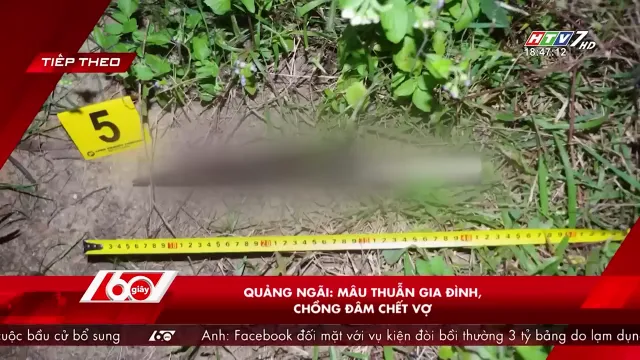 TIẾP THEO
HTV7 HD
18:47:12
5
60 giây
QUẢNG NGÃI: MÂU THUẪN GIA ĐÌNH,
CHỒNG ĐÂM CHẾT VỢ
cuộc bầu cử bổ sung 60giây Anh: Facebook đối mặt với vụ kiện đòi bồi thường 3 tỷ bảng do lạm dụn